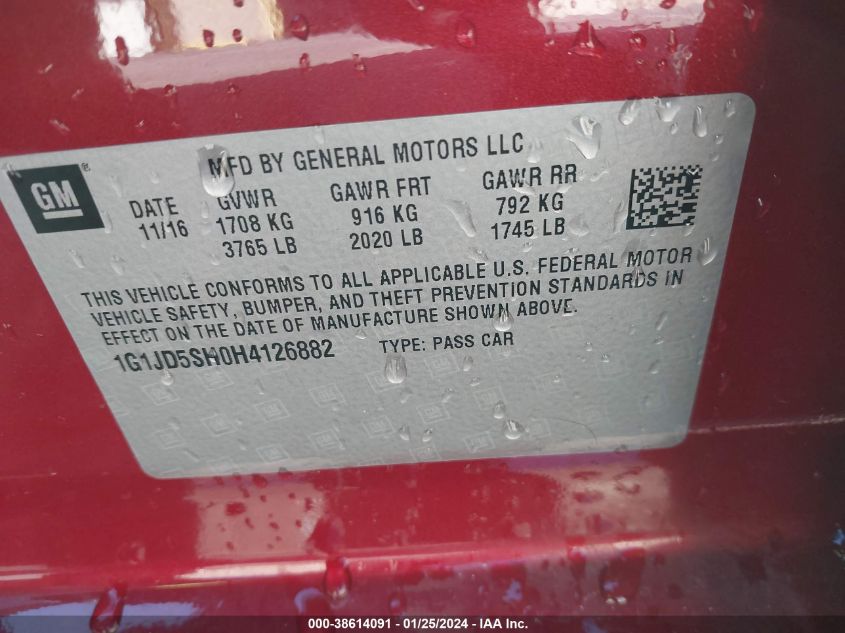 MFD BY GENERAL MOTORS LLC
GM®
DATE GVWR GAWR FRT GAWR RR
11/16 1708 KG 916 KG 792 KG
3765 LB 2020 LB 1745 LB
THIS VEHICLE CONFORMS TO ALL APPLICABLE U.S. FEDERAL MOTOR
VEHICLE SAFETY, BUMPER, AND THEFT PREVENTION STANDARDS IN
EFFECT ON THE DATE OF MANUFACTURE SHOWN ABOVE.
1G1JD5SH0H4126882 TYPE: PASS CAR
000-38614091 - 01/25/2024 - IAA Inc.